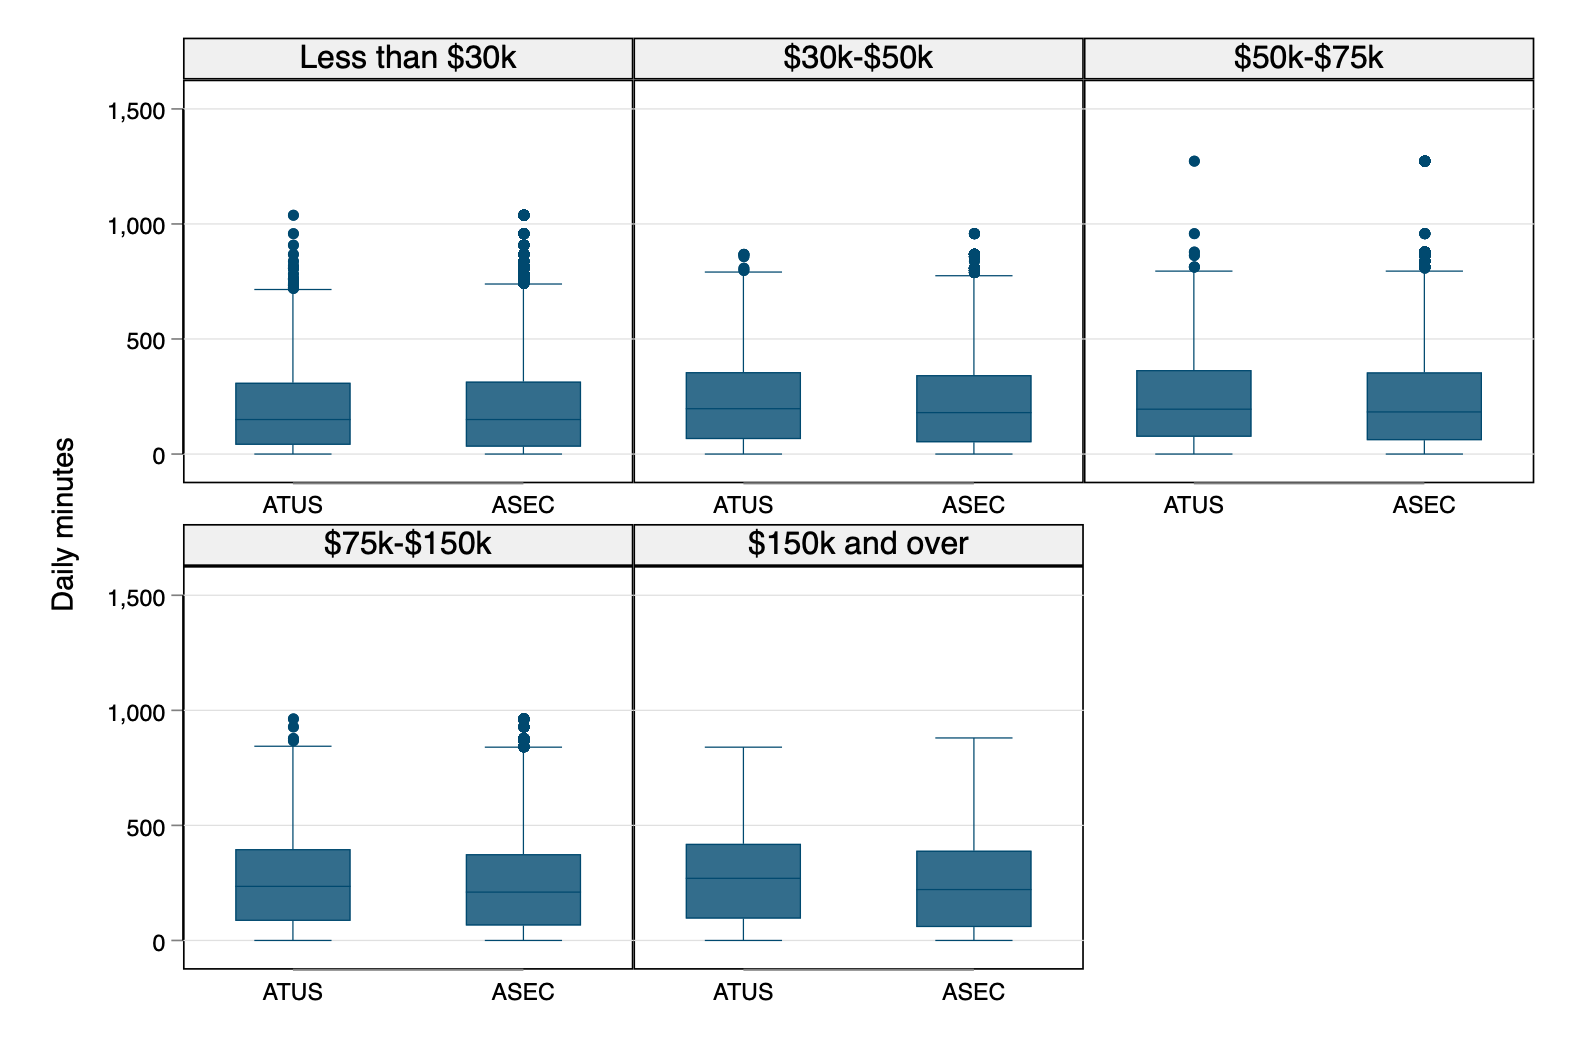 Less than $30k $30k-$50k $50k-$75k
1,500
1,000
500
0
ATUS ASEC ATUS ASEC ATUS ASEC
Daily minutes
$75k-$150k $150k and over
1,500
1,000
500
0
ATUS ASEC ATUS ASEC